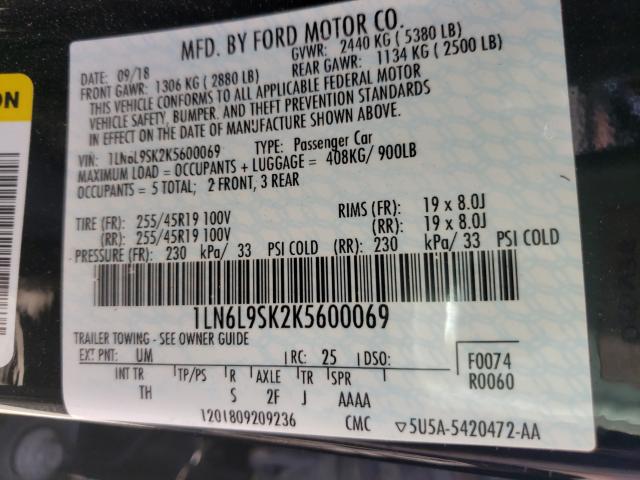 ON
MFD. BY FORD MOTOR CO.
DATE: 09/18 GVWR: 2440 KG ( 5380 LB)
FRONT GAWR: 1306 KG ( 2880 LB) REAR GAWR: 1134 KG ( 2500 LB)
THIS VEHICLE CONFORMS TO ALL APPLICABLE FEDERAL MOTOR
VEHICLE SAFETY, BUMPER, AND THEFT PREVENTION STANDARDS
IN EFFECT ON THE DATE OF MANUFACTURE SHOWN ABOVE.
VIN: 1LN6L9SK2K5600069 TYPE: Passenger Car
MAXIMUM LOAD = OCCUPANTS + LUGGAGE = 408KG/ 900LB
OCCUPANTS = 5 TOTAL; 2 FRONT, 3 REAR
TIRE (FR): 255/45R19 100V RIMS (FR): 19 x 8.0J
(RR): 255/45R19 100V (RR): 19 x 8.0J
PRESSURE (FR): 230 kPa/ 33 PSI COLD (RR): 230 kPa/ 33 PSI COLD
1LN6L9SK2K5600069
TRAILER TOWING - SEE OWNER GUIDE
EXT PNT: UM RC: 25 DSO: F0074
INT TR TP/PS R AXLE TR SPR R0060
TH S 2F J AAAA
1201809209236 CMC ▽5U5A-5420472-AA